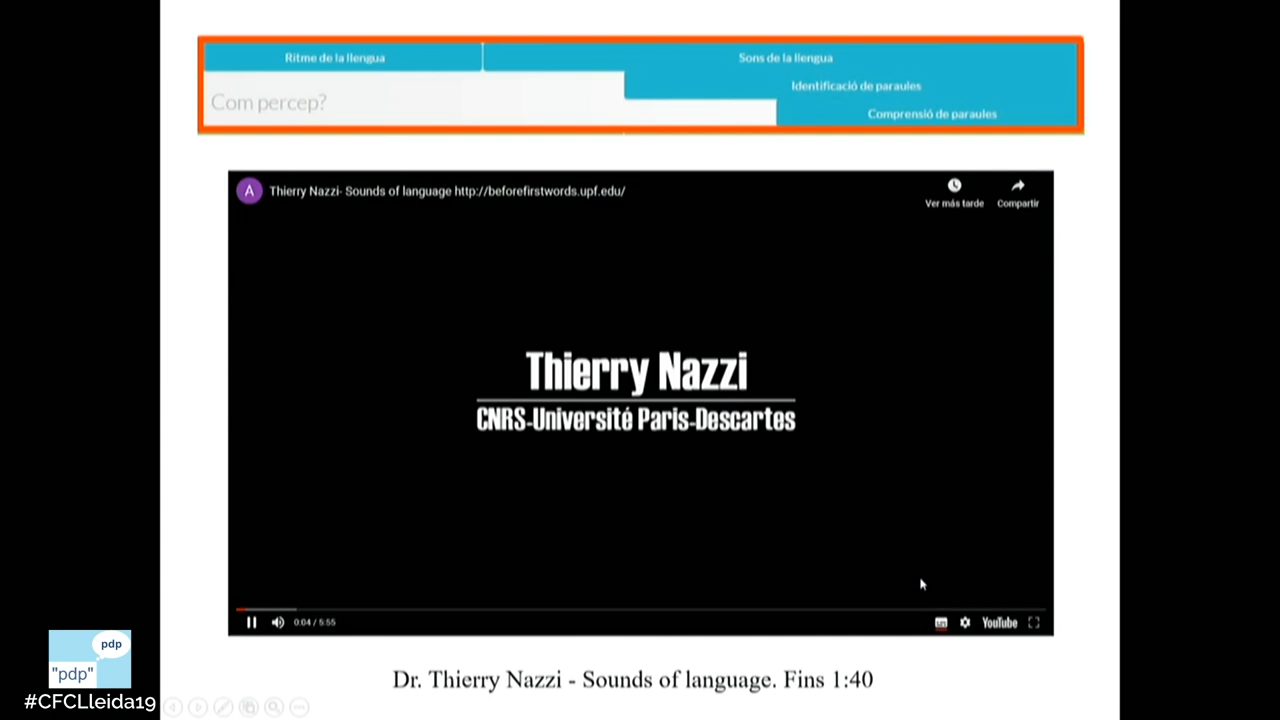 Ritme de la llengua
Sons de la llengua
Identificació de paraules
Com percep?
Comprensió de paraules
A
Thierry Nazzi- Sounds of language http://beforefirstwords.upf.edu/
Ver más tarde
Compartir
Thierry Nazzi
CNRS-Université Paris-Descartes
0:04 / 5:55
YouTube
pdp
"pdp"
Dr. Thierry Nazzi - Sounds of language. Fins 1:40
#CFCLleida19